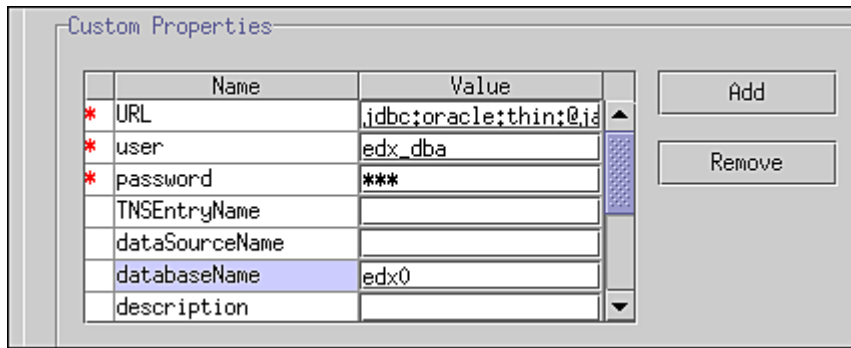 Custom Properties
Name Value
* URL jdbc:oracle:thin:@ja
* user edx_dba
* password ***
TNSEntryName
dataSourceName
databaseName edx0
description
Add
Remove